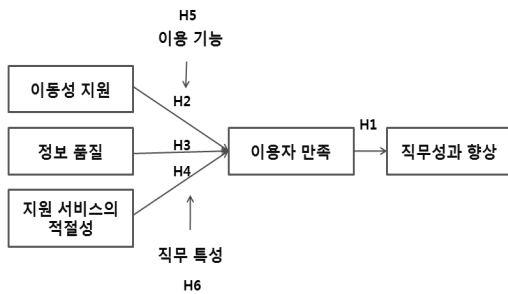 H5
이용 기능
이동성 지원
H2
정보 품질
H3
H4
이용자 만족
H1
직무성과 향상
지원 서비스의
적절성
직무 특성
H6